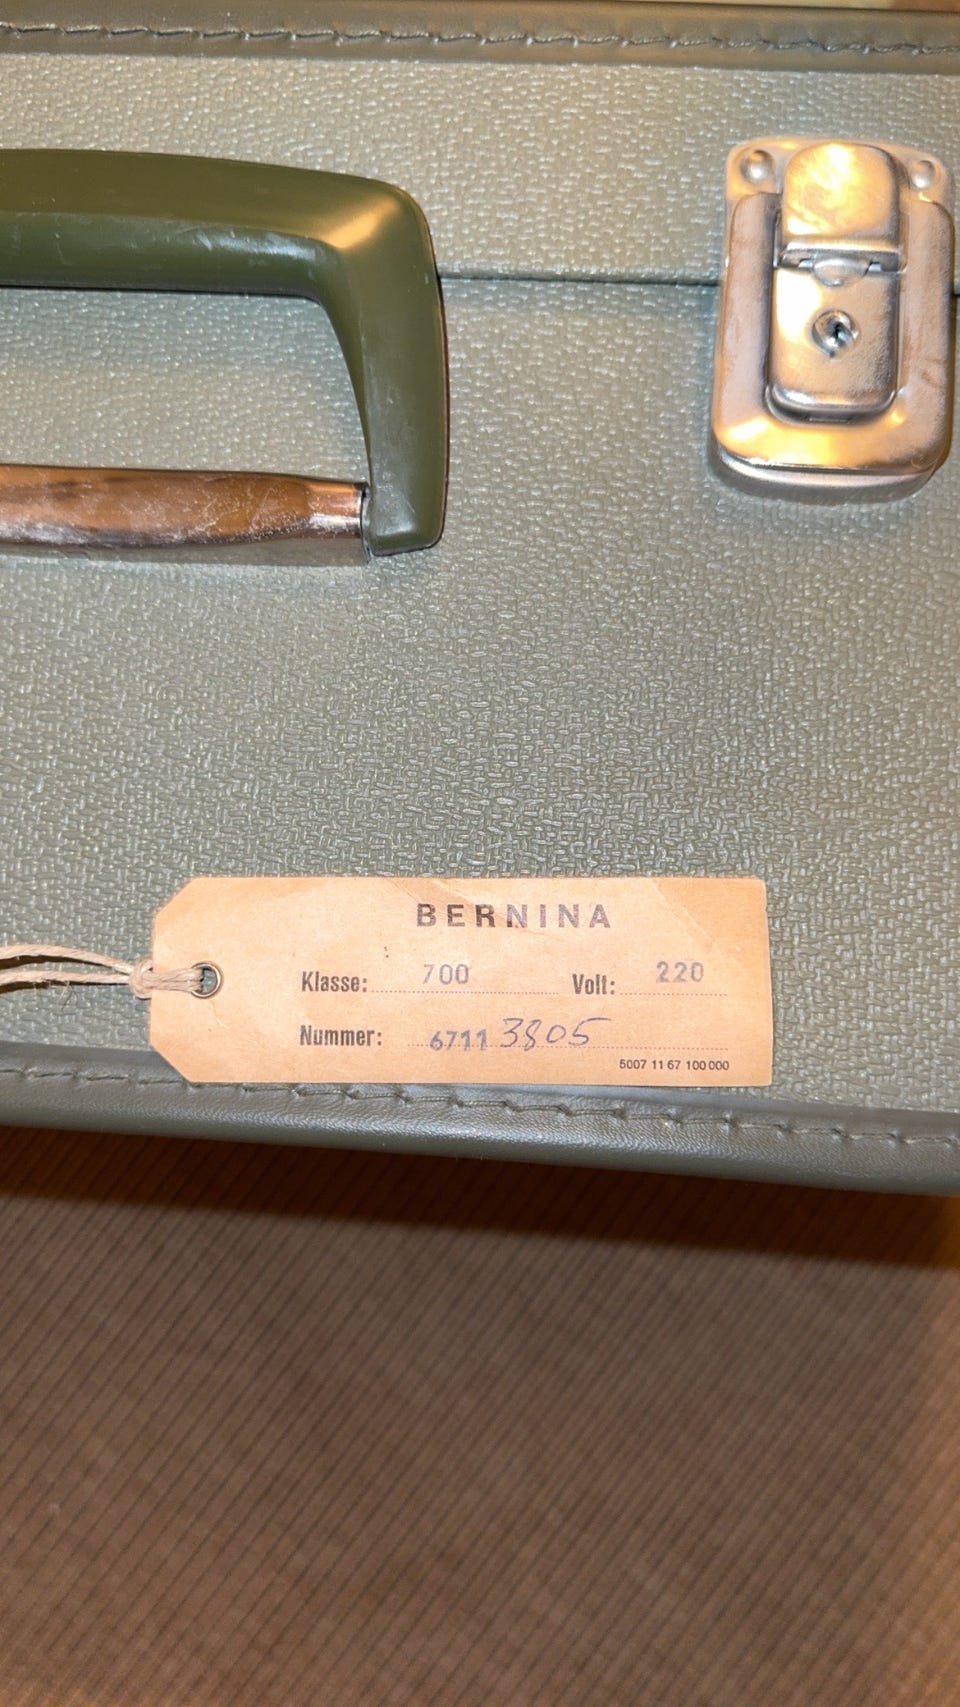 BERNINA
Klasse: 700 Volt: 220
Nummer: 6711 3805
5007 11 67 100 000